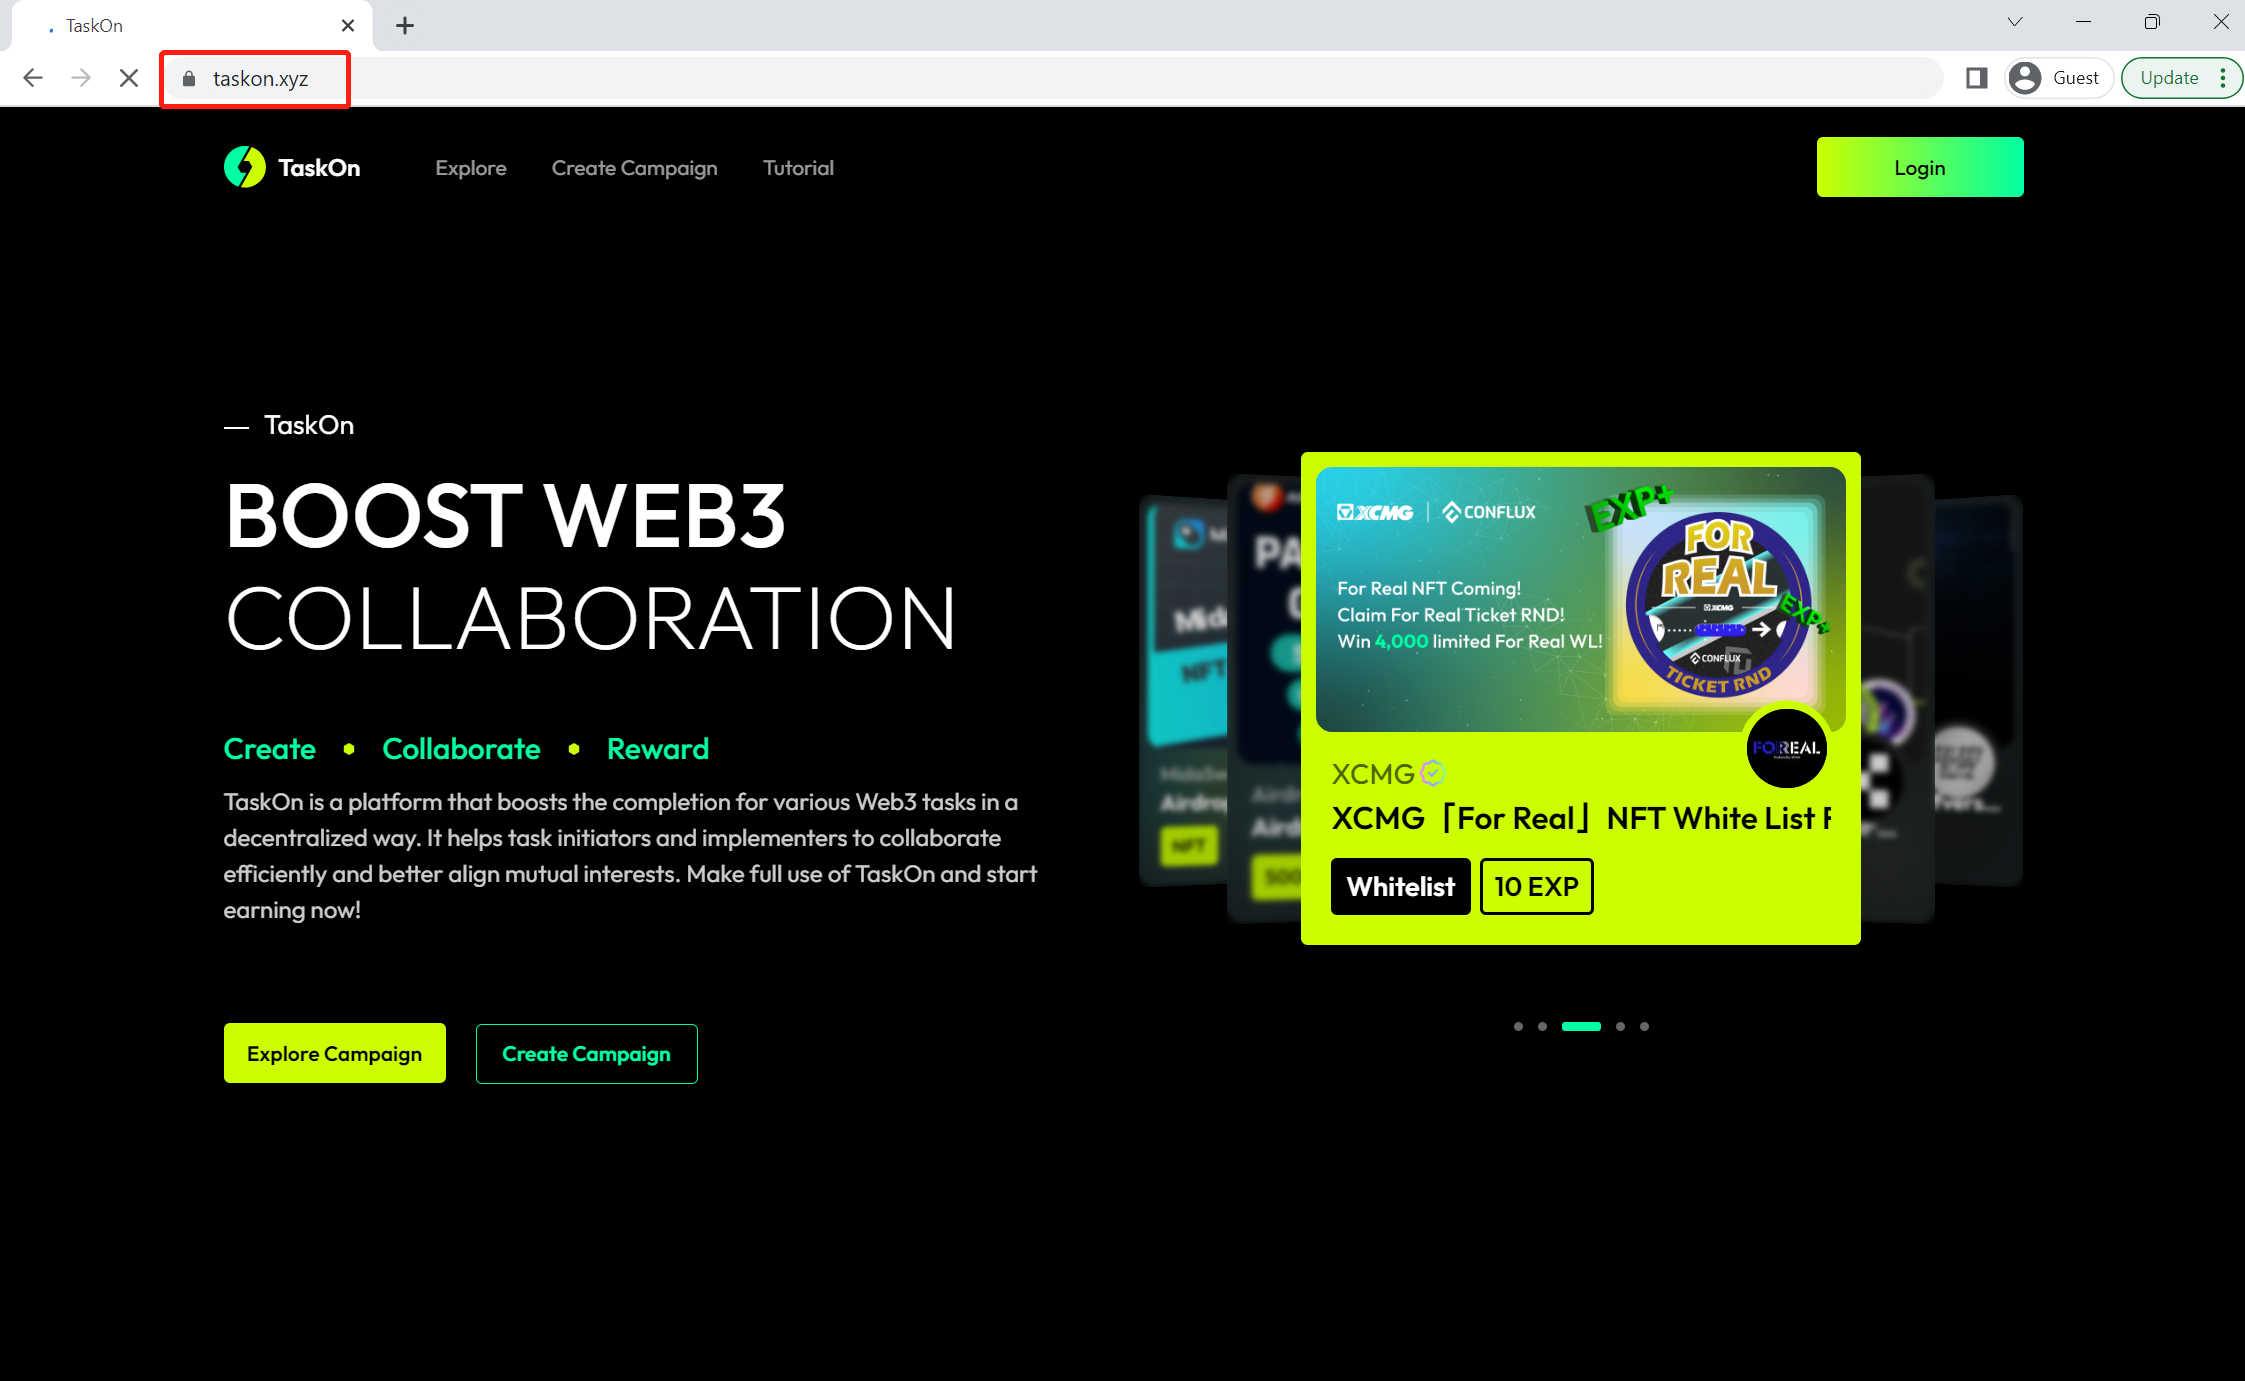 TaskOn
taskon.xyz
Guest
Update
TaskOn
Explore
Create Campaign
Tutorial
Login
— TaskOn
BOOST WEB3
COLLABORATION
Create • Collaborate • Reward
TaskOn is a platform that boosts the completion for various Web3 tasks in a
decentralized way. It helps task initiators and implementers to collaborate
efficiently and better align mutual interests. Make full use of TaskOn and start
earning now!
Explore Campaign
Create Campaign
MidaSw
Airdrop
NFT
XCMG | CONFLUX
For Real NFT Coming!
Claim For Real Ticket RND!
Win 4,000 limited For Real WL!
EXP+
FOR
REAL
XCMG
EXP+
CONFLUX
TICKET RND
FORREAL
XCMG
XCMG「For Real」NFT White List
Whitelist
10 EXP